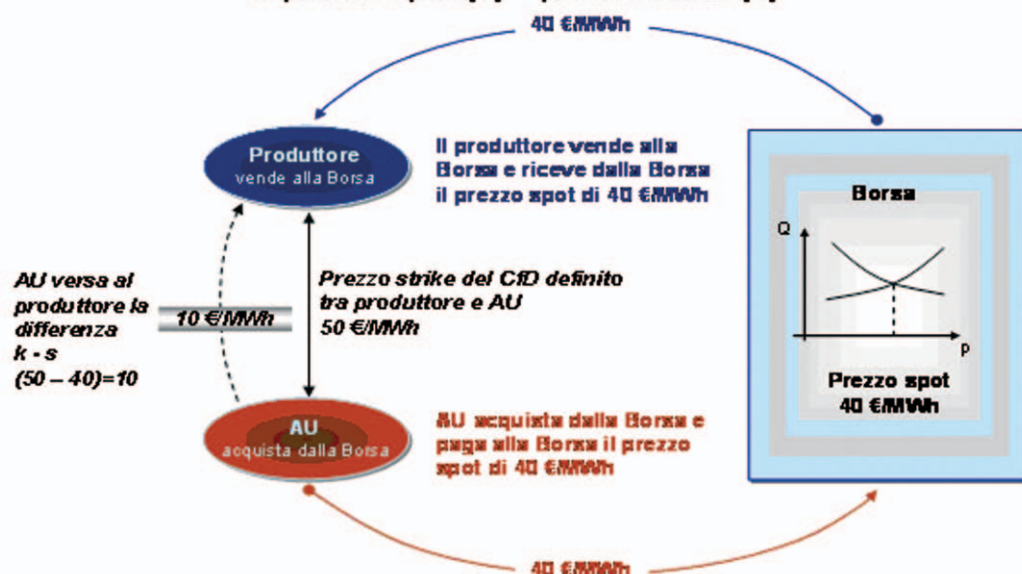 40 €/MWh
Produttore
vende alla Borsa
Il produttore vende alla
Borsa e riceve dalla Borsa
il prezzo spot di 40 €/MWh
Borsa
Q
p
Prezzo spot
40 €/MWh
AU versa al
produttore la
differenza
k - s
(50 – 40)=10
10 €/MWh
Prezzo strike del CfD definito
tra produttore e AU
50 €/MWh
AU
acquista dalla Borsa
AU acquista dalla Borsa e
paga alla Borsa il prezzo
spot di 40 €/MWh
40 €/MWh